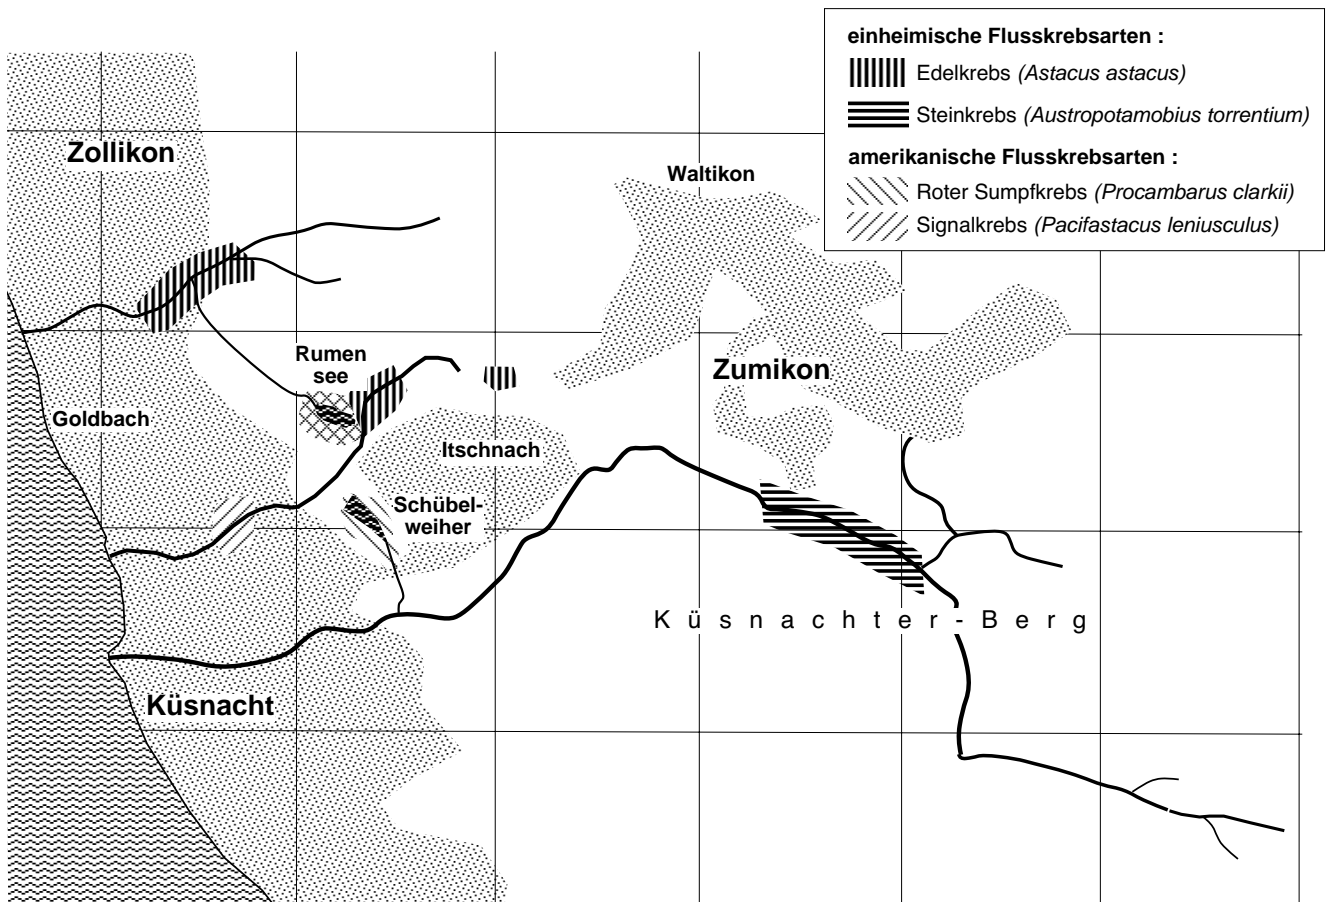 einheimische Flusskrebsarten :
Edelkrebs (Astacus astacus)
Steinkrebs (Austropotamobius torrentium)
amerikanische Flusskrebsarten :
Roter Sumpfkrebs (Procambarus clarkii)
Signalkrebs (Pacifastacus leniusculus)
Zollikon
Waltikon
Rumen
see
Zumikon
Goldbach
Itschnach
Schübel-
weiher
Küsnachter-Berg
Küsnacht